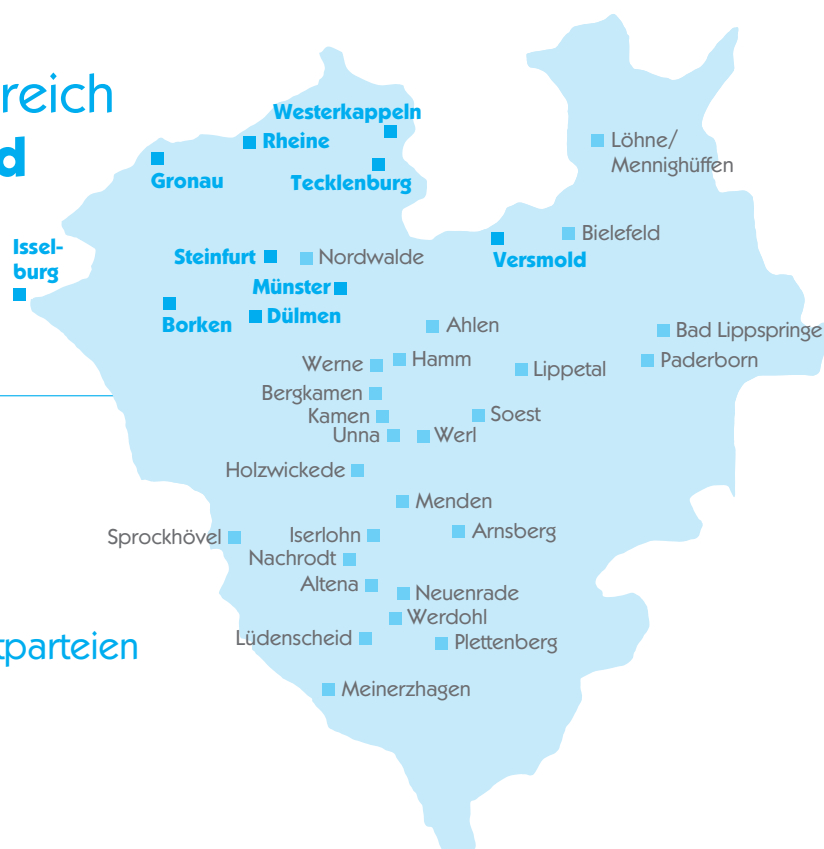 reich
d
Westerkappeln
Rheine
Löhne/
Mennighüffen
Gronau
Tecklenburg
Issel-
burg
Steinfurt
Nordwalde
Bielefeld
Versmold
Münster
Borken
Dülmen
Ahlen
Bad Lippspringe
Werne
Hamm
Lippetal
Paderborn
Bergkamen
Kamen
Soest
Unna
Werl
Holzwickede
Menden
Sprockhövel
Iserlohn
Arnsberg
Nachrodt
Altena
Neuenrade
Werdohl
Lüdenscheid
Plettenberg
tparteien
Meinerzhagen